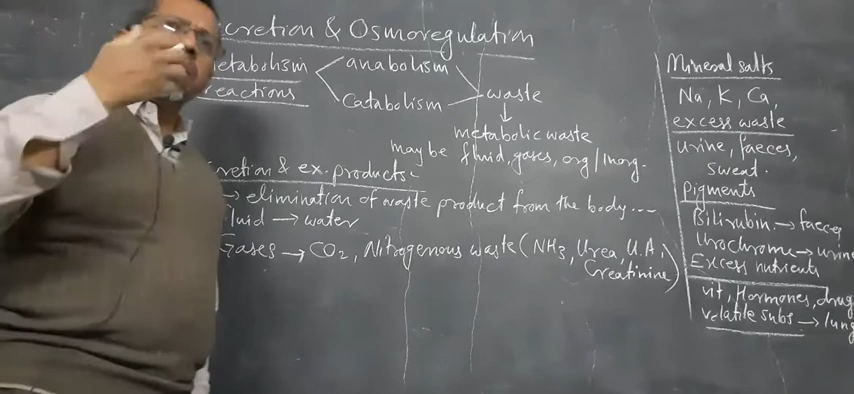 cretion & Osmoregulation
etabolism anabolism
reactions Catabolism waste
metabolic waste
may be fluid, gases, org/Inorg.
cretion & ex. products
→ elimination of waste product from the body...
fluid → water
Gases → CO2, Nitrogenous waste (NH3, Urea, U.A,
Creatinine)
Mineral salts
Na, K, Ca,
excess waste
urine, faeces,
sweat.
Pigments
Bilirubin → faeces
Urochrome → urine
Excess nutrients
vit, Hormones, drug
volatile subs → lung